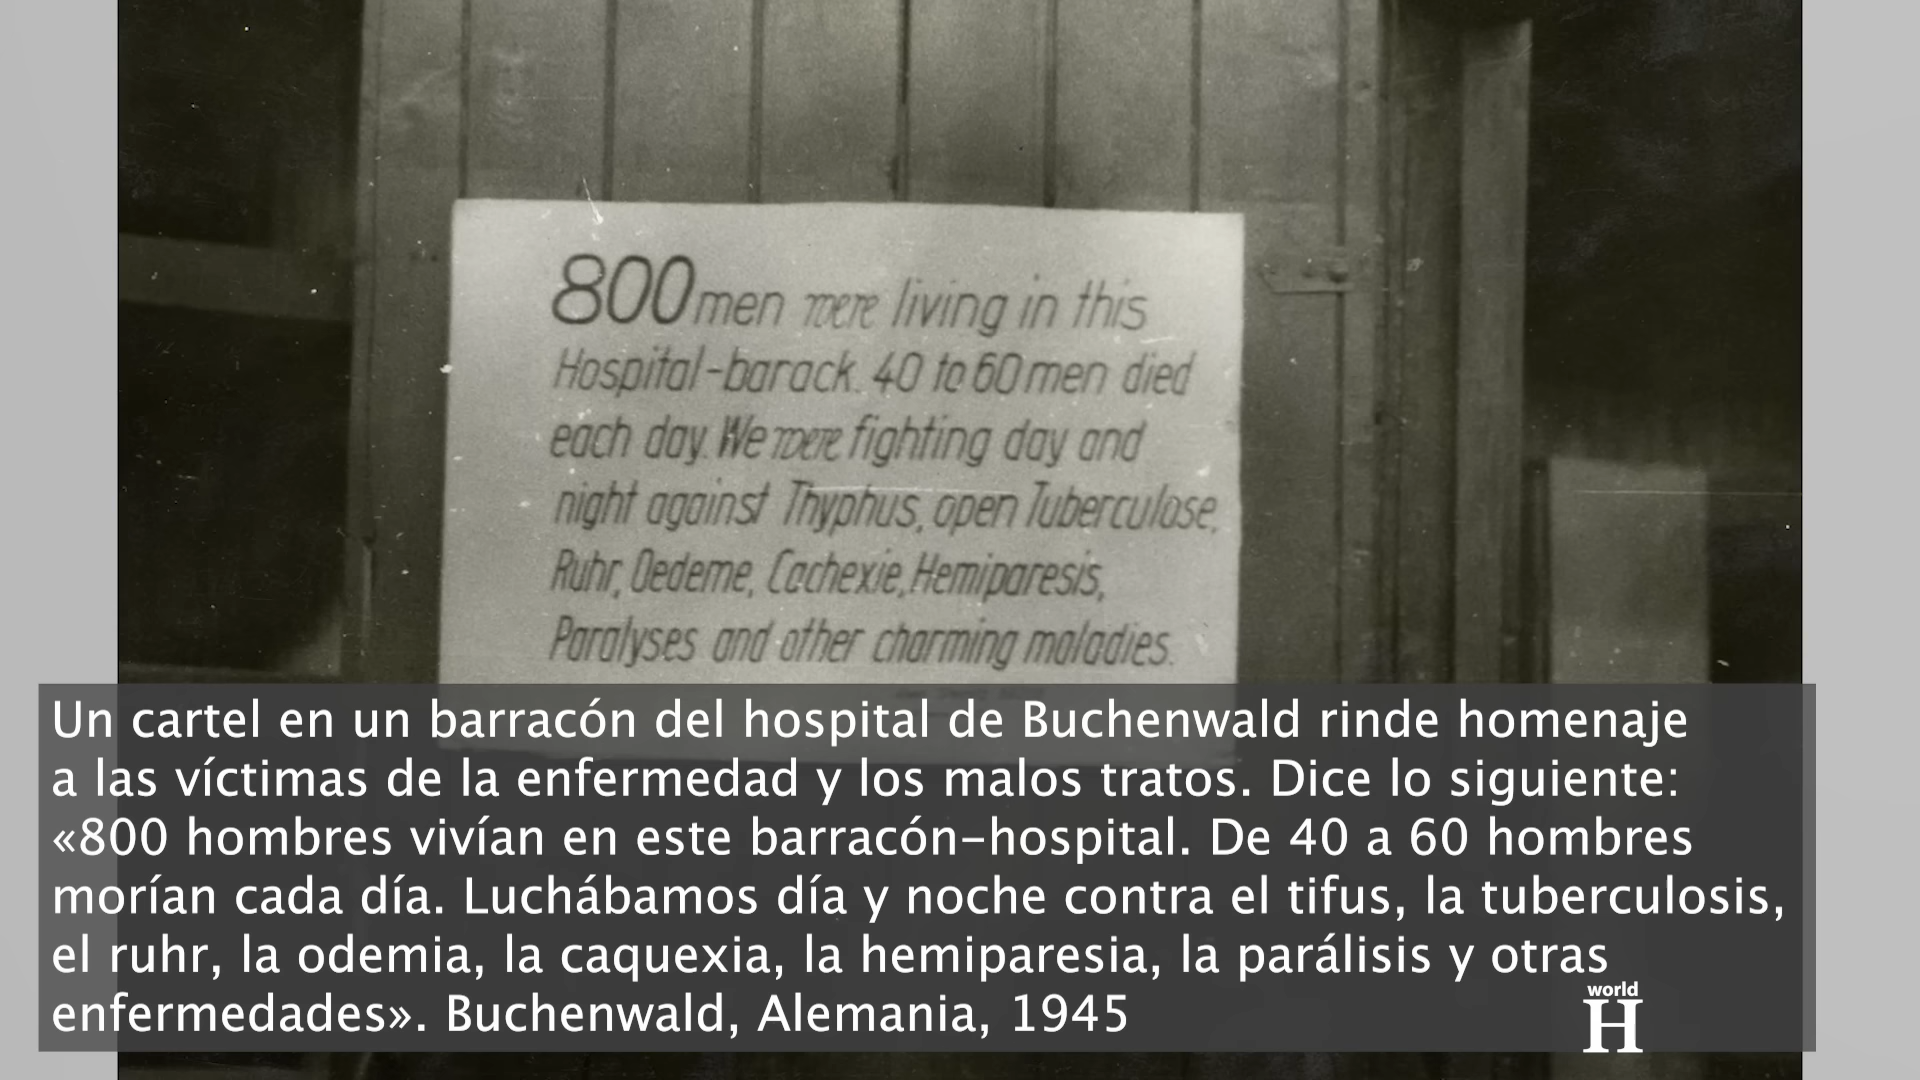 800 men were living in this
Hospital-barack. 40 to 60 men died
each day. We were fighting day and
night against Thyphus, open Tuberculose,
Ruhr, Oedeme, Cachexie, Hemiparesis,
Paralyses and other charming maladies.
Un cartel en un barracón del hospital de Buchenwald rinde homenaje
a las víctimas de la enfermedad y los malos tratos. Dice lo siguiente:
«800 hombres vivían en este barracón-hospital. De 40 a 60 hombres
morían cada día. Luchábamos día y noche contra el tifus, la tuberculosis,
el ruhr, la odemia, la caquexia, la hemiparesia, la parálisis y otras
enfermedades». Buchenwald, Alemania, 1945
world
H